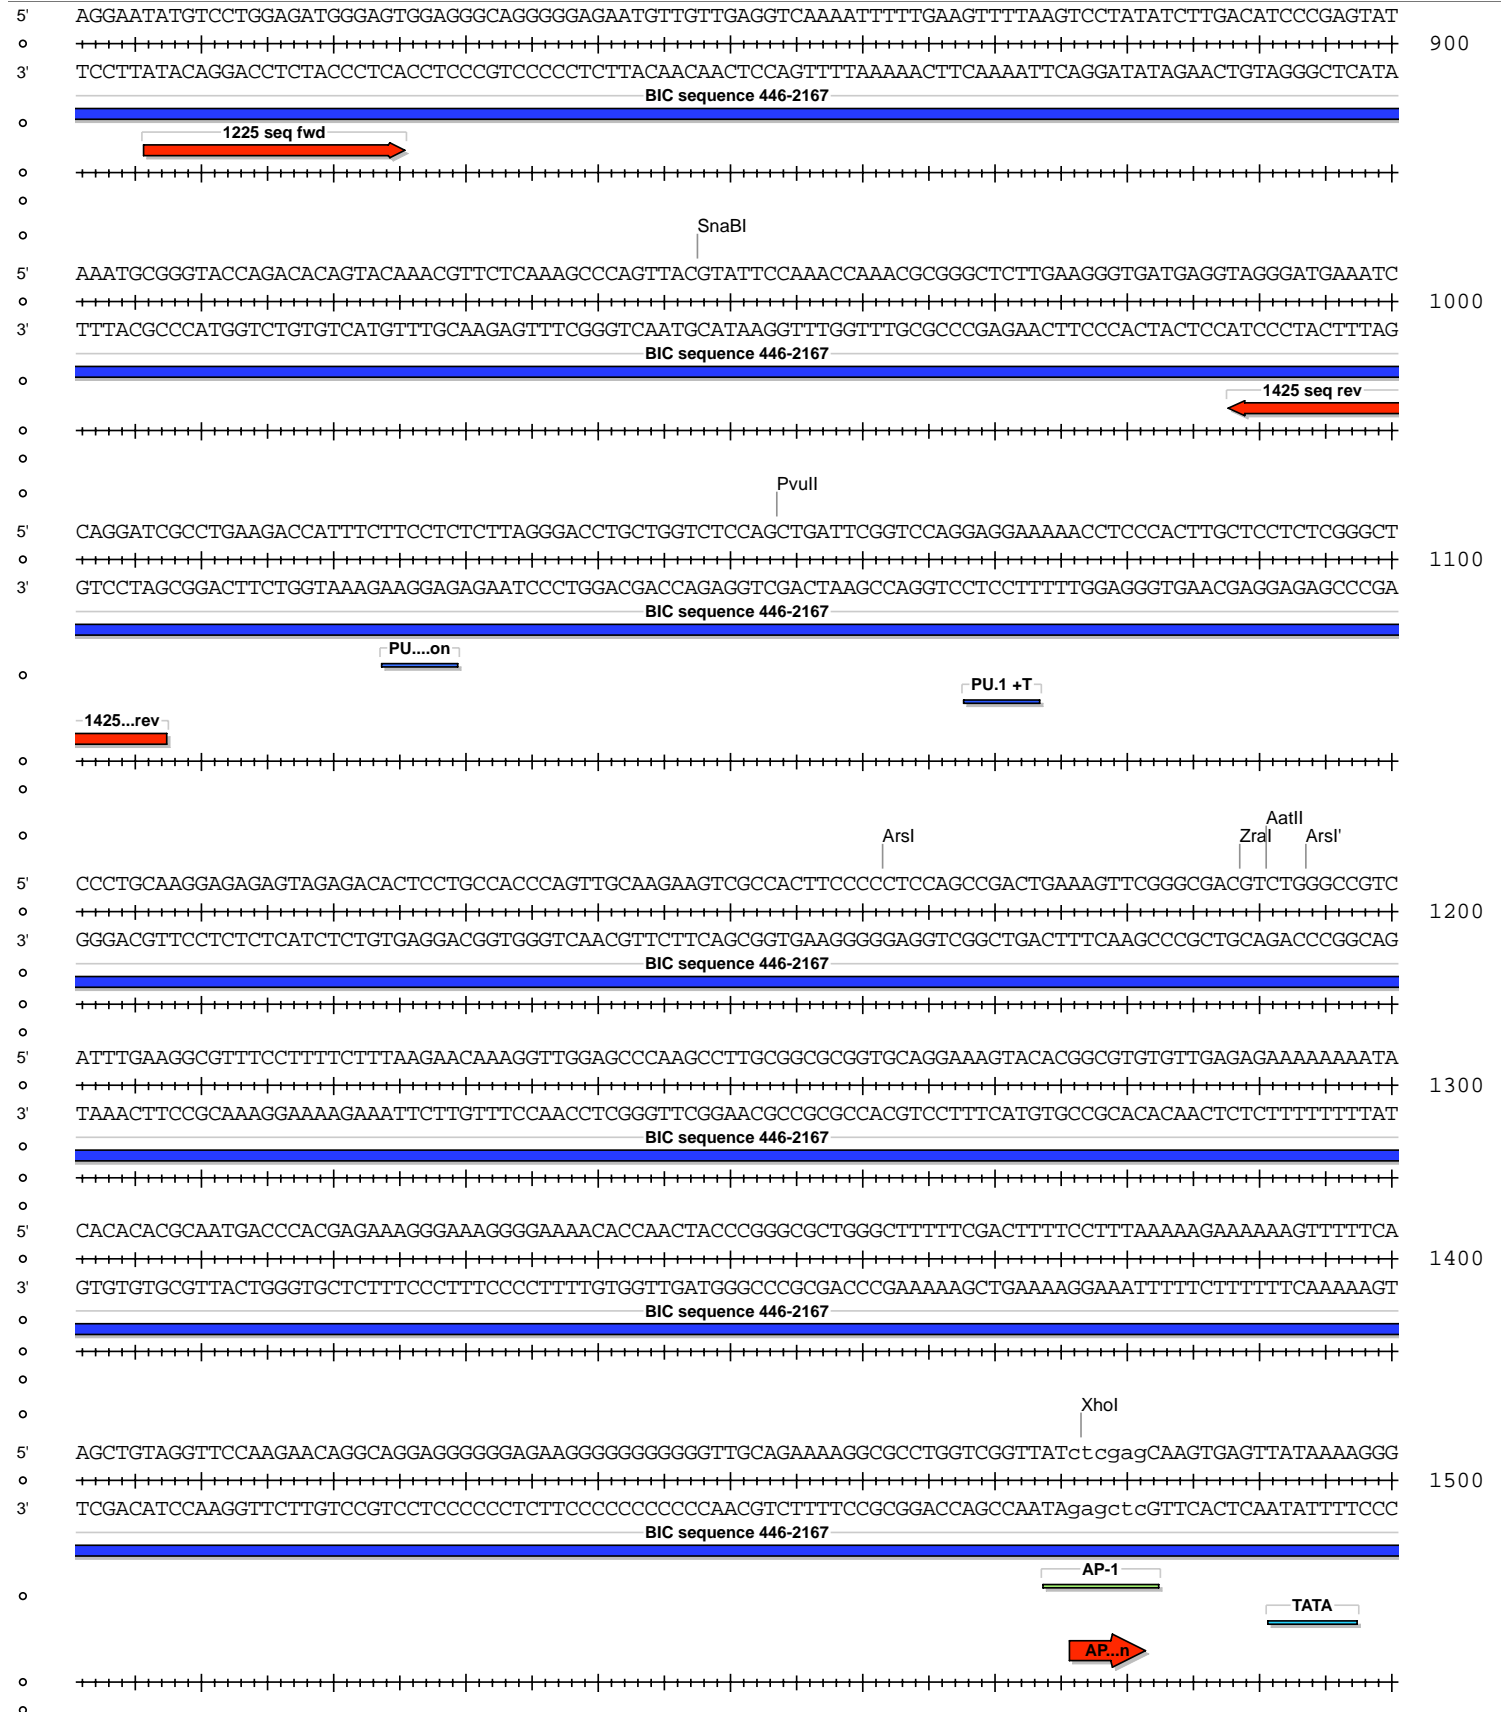 5' AGGAATATGTCCTGGAGATGGGAGTGGAGGGCAGGGGGAGAATGTTGTTGAGGTCAAAATTTTTGAAGTTTTAAGTCCTATATCTTGACATCCCGAGTAT
900
3' TCCTTATACAGGACCTCTACCCTCACCTCCCGTCCCCCTCTTACAACAACTCCAGTTTTAAAAACTTCAAAATTCAGGATATAGAACTGTAGGGCTCATA
BIC sequence 446-2167
1225 seq fwd
SnaBI
5' AAATGCGGGTACCAGACACAGTACAAACGTTCTCAAAGCCCAGTTACGTATTCCAAACCAAACGCGGGCTCTTGAAGGGTGATGAGGTAGGGATGAAATC
1000
3' TTTACGCCCATGGTCTGTGTCATGTTTGCAAGAGTTTCGGGTCAATGCATAAGGTTTGGTTTGCGCCCGAGAACTTCCCACTACTCCATCCCTACTTTAG
BIC sequence 446-2167
1425 seq rev
PvuII
5' CAGGATCGCCTGAAGACCATTTCTTCCTCTCTTAGGGACCTGCTGGTCTCCAGCTGATTCGGTCCAGGAGGAAAAACCTCCCACTTGCTCCTCTCGGGCT
1100
3' GTCCTAGCGGACTTCTGGTAAAGAAGGAGAGAATCCCTGGACGACCAGAGGTCGACTAAGCCAGGTCCTCCTTTTTGGAGGGTGAACGAGGAGAGCCCGA
BIC sequence 446-2167
PU....on
PU.1 +T
1425...rev
AatII
ArsI ZraI ArsI'
5' CCCTGCAAGGAGAGAGTAGAGACACTCCTGCCACCCAGTTGCAAGAAGTCGCCACTTCCCCCTCCAGCCGACTGAAAGTTCGGGCGACGTCTGGGCCGTC
1200
3' GGGACGTTCCTCTCTCATCTCTGTGAGGACGGTGGGTCAACGTTCTTCAGCGGTGAAGGGGGAGGTCGGCTGACTTTCAAGCCCGCTGCAGACCCGGCAG
BIC sequence 446-2167
5' ATTTGAAGGCGTTTCCTTTTCTTTAAGAACAAAGGTTGGAGCCCAAGCCTTGCGGCGCGGTGCAGGAAAGTACACGGCGTGTGTTGAGAGAAAAAAAATA
1300
3' TAAACTTCCGCAAAGGAAAAGAAATTCTTGTTTCCAACCTCGGGTTCGGAACGCCGCGCCACGTCCTTTCATGTGCCGCACACAACTCTCTTTTTTTTAT
BIC sequence 446-2167
5' CACACACGCAATGACCCACGAGAAAGGGAAAGGGGAAAACACCAACTACCCGGGCGCTGGGCTTTTTCGACTTTTCCTTTAAAAAGAAAAAAGTTTTTCA
1400
3' GTGTGTGCGTTACTGGGTGCTCTTTCCCTTTCCCCTTTTGTGGTTGATGGGCCCGCGACCCGAAAAAGCTGAAAAGGAAATTTTTCTTTTTTCAAAAAGT
BIC sequence 446-2167
XhoI
5' AGCTGTAGGTTCCAAGAACAGGCAGGAGGGGGGAGAAGGGGGGGGGGGTTGCAGAAAAGGCGCCTGGTCGGTTATctcgagCAAGTGAGTTATAAAAGGG
1500
3' TCGACATCCAAGGTTCTTGTCCGTCCTCCCCCCTCTTCCCCCCCCCCCAACGTCTTTTCCGCGGACCAGCCAATAgagctcGTTCACTCAATATTTTCCC
BIC sequence 446-2167
AP-1
TATA
AP...n